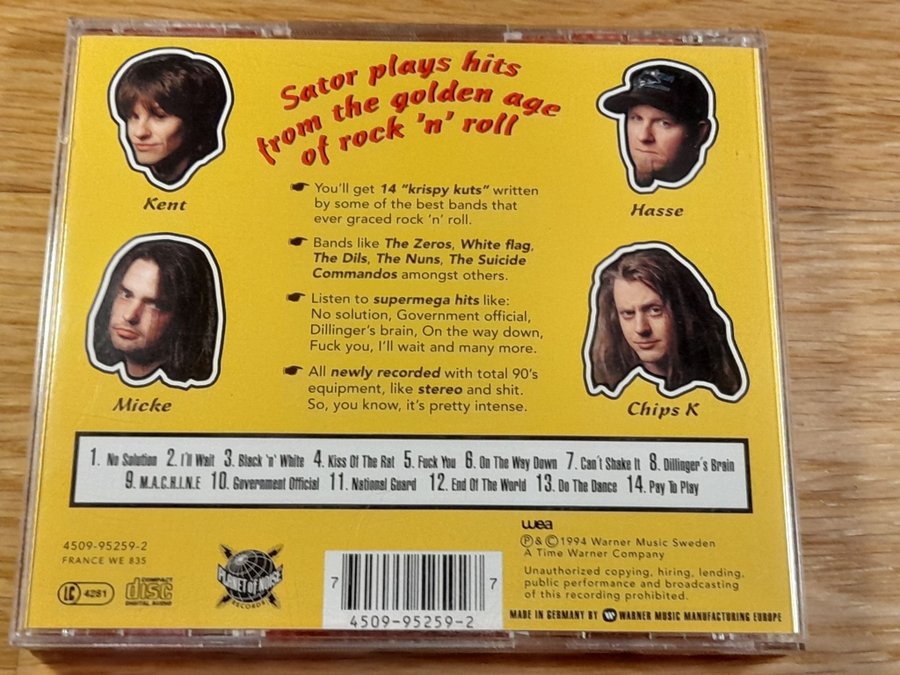 Sator plays hits
from the golden age
of rock 'n' roll
Kent
Hasse
Micke
Chips K
You'll get 14 "krispy kuts" written
by some of the best bands that
ever graced rock 'n' roll.
Bands like The Zeros, White flag,
The Dils, The Nuns, The Suicide
Commandos amongst others.
Listen to supermega hits like:
No solution, Government official,
Dillinger's brain, On the way down,
Fuck you, I'll wait and many more.
All newly recorded with total 90's
equipment, like stereo and shit.
So, you know, it's pretty intense.
1. No Solution 2. I'll Wait 3. Black 'n' White 4. Kiss Of The Rat 5. Fuck You 6. On The Way Down 7. Can't Shake It 8. Dillinger's Brain
9. M.A.C.H.I.N.E 10. Government Official 11. National Guard 12. End Of The World 13. Do The Dance 14. Pay To Play
4509-95259-2
FRANCE WE 835
LC 4281
COMPACT
disc
DIGITAL AUDIO
PLANET of NOISE
RECORDS
7 7
4509-95259-2
wea
℗&©1994 Warner Music Sweden
A Time Warner Company
Unauthorized copying, hiring, lending,
public performance and broadcasting
of this recording prohibited.
MADE IN GERMANY BY WARNER MUSIC MANUFACTURING EUROPE